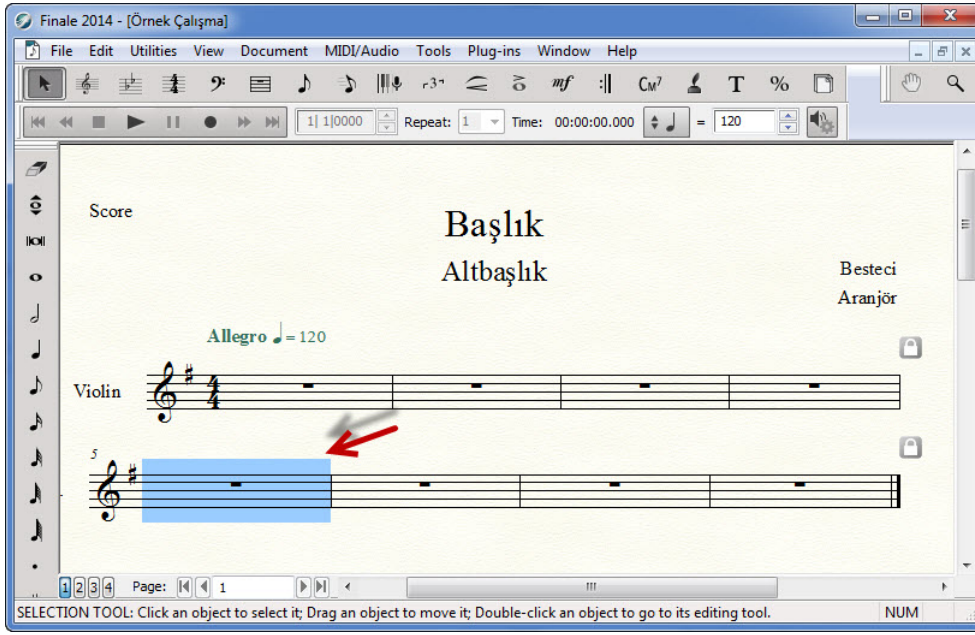 Finale 2014 - [Örnek Çalışma]
File Edit Utilities View Document MIDI/Audio Tools Plug-ins Window Help
mf CM7 T %
1| 1|0000 Repeat: 1 Time: 00:00:00.000 = 120
Score
Başlık
Altbaşlık
Besteci
Aranjör
Allegro ♩ = 120
Violin
5
1 2 3 4 Page: 1
SELECTION TOOL: Click an object to select it; Drag an object to move it; Double-click an object to go to its editing tool. NUM